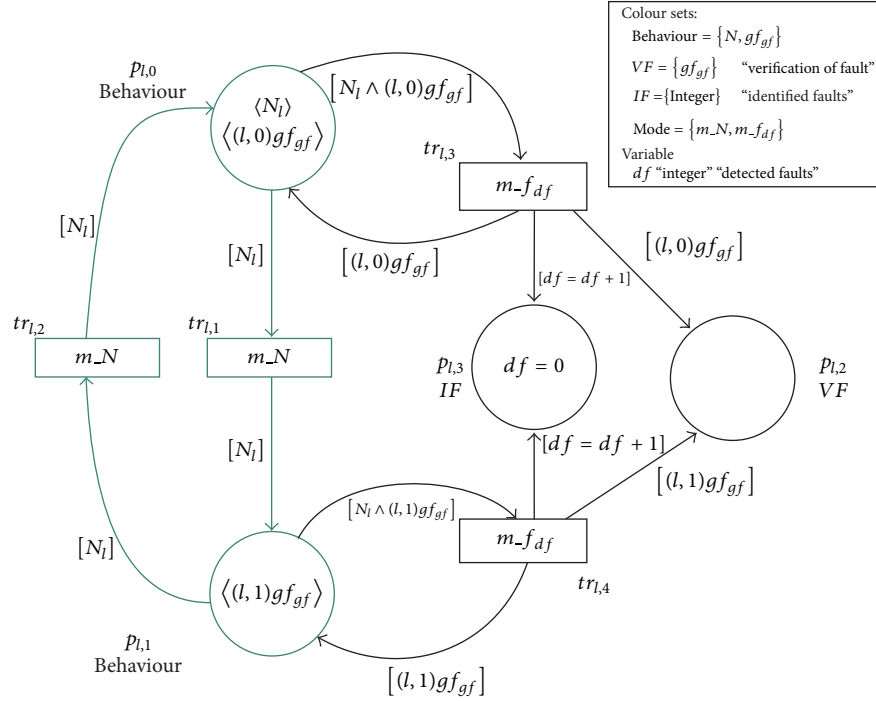 Colour sets:
Behaviour = {N, gf_gf}
VF = {gf_gf} “verification of fault”
IF ={Integer} “identified faults”
Mode = {m_N, m_f_df}
Variable
df “integer” “detected faults”
p_l,0
Behaviour
⟨N_l⟩
⟨(l, 0)gf_gf⟩
[N_l ∧ (l, 0)gf_gf]
tr_l,3
m_f_df
[N_l]
[N_l]
[(l, 0)gf_gf]
[(l, 0)gf_gf]
[df = df + 1]
tr_l,2
m_N
tr_l,1
m_N
p_l,3
IF
df = 0
p_l,2
VF
[N_l]
[df = df + 1]
[(l, 1)gf_gf]
[N_l]
[N_l ∧ (l, 1)gf_gf]
m_f_df
tr_l,4
⟨(l, 1)gf_gf⟩
p_l,1
Behaviour
[(l, 1)gf_gf]